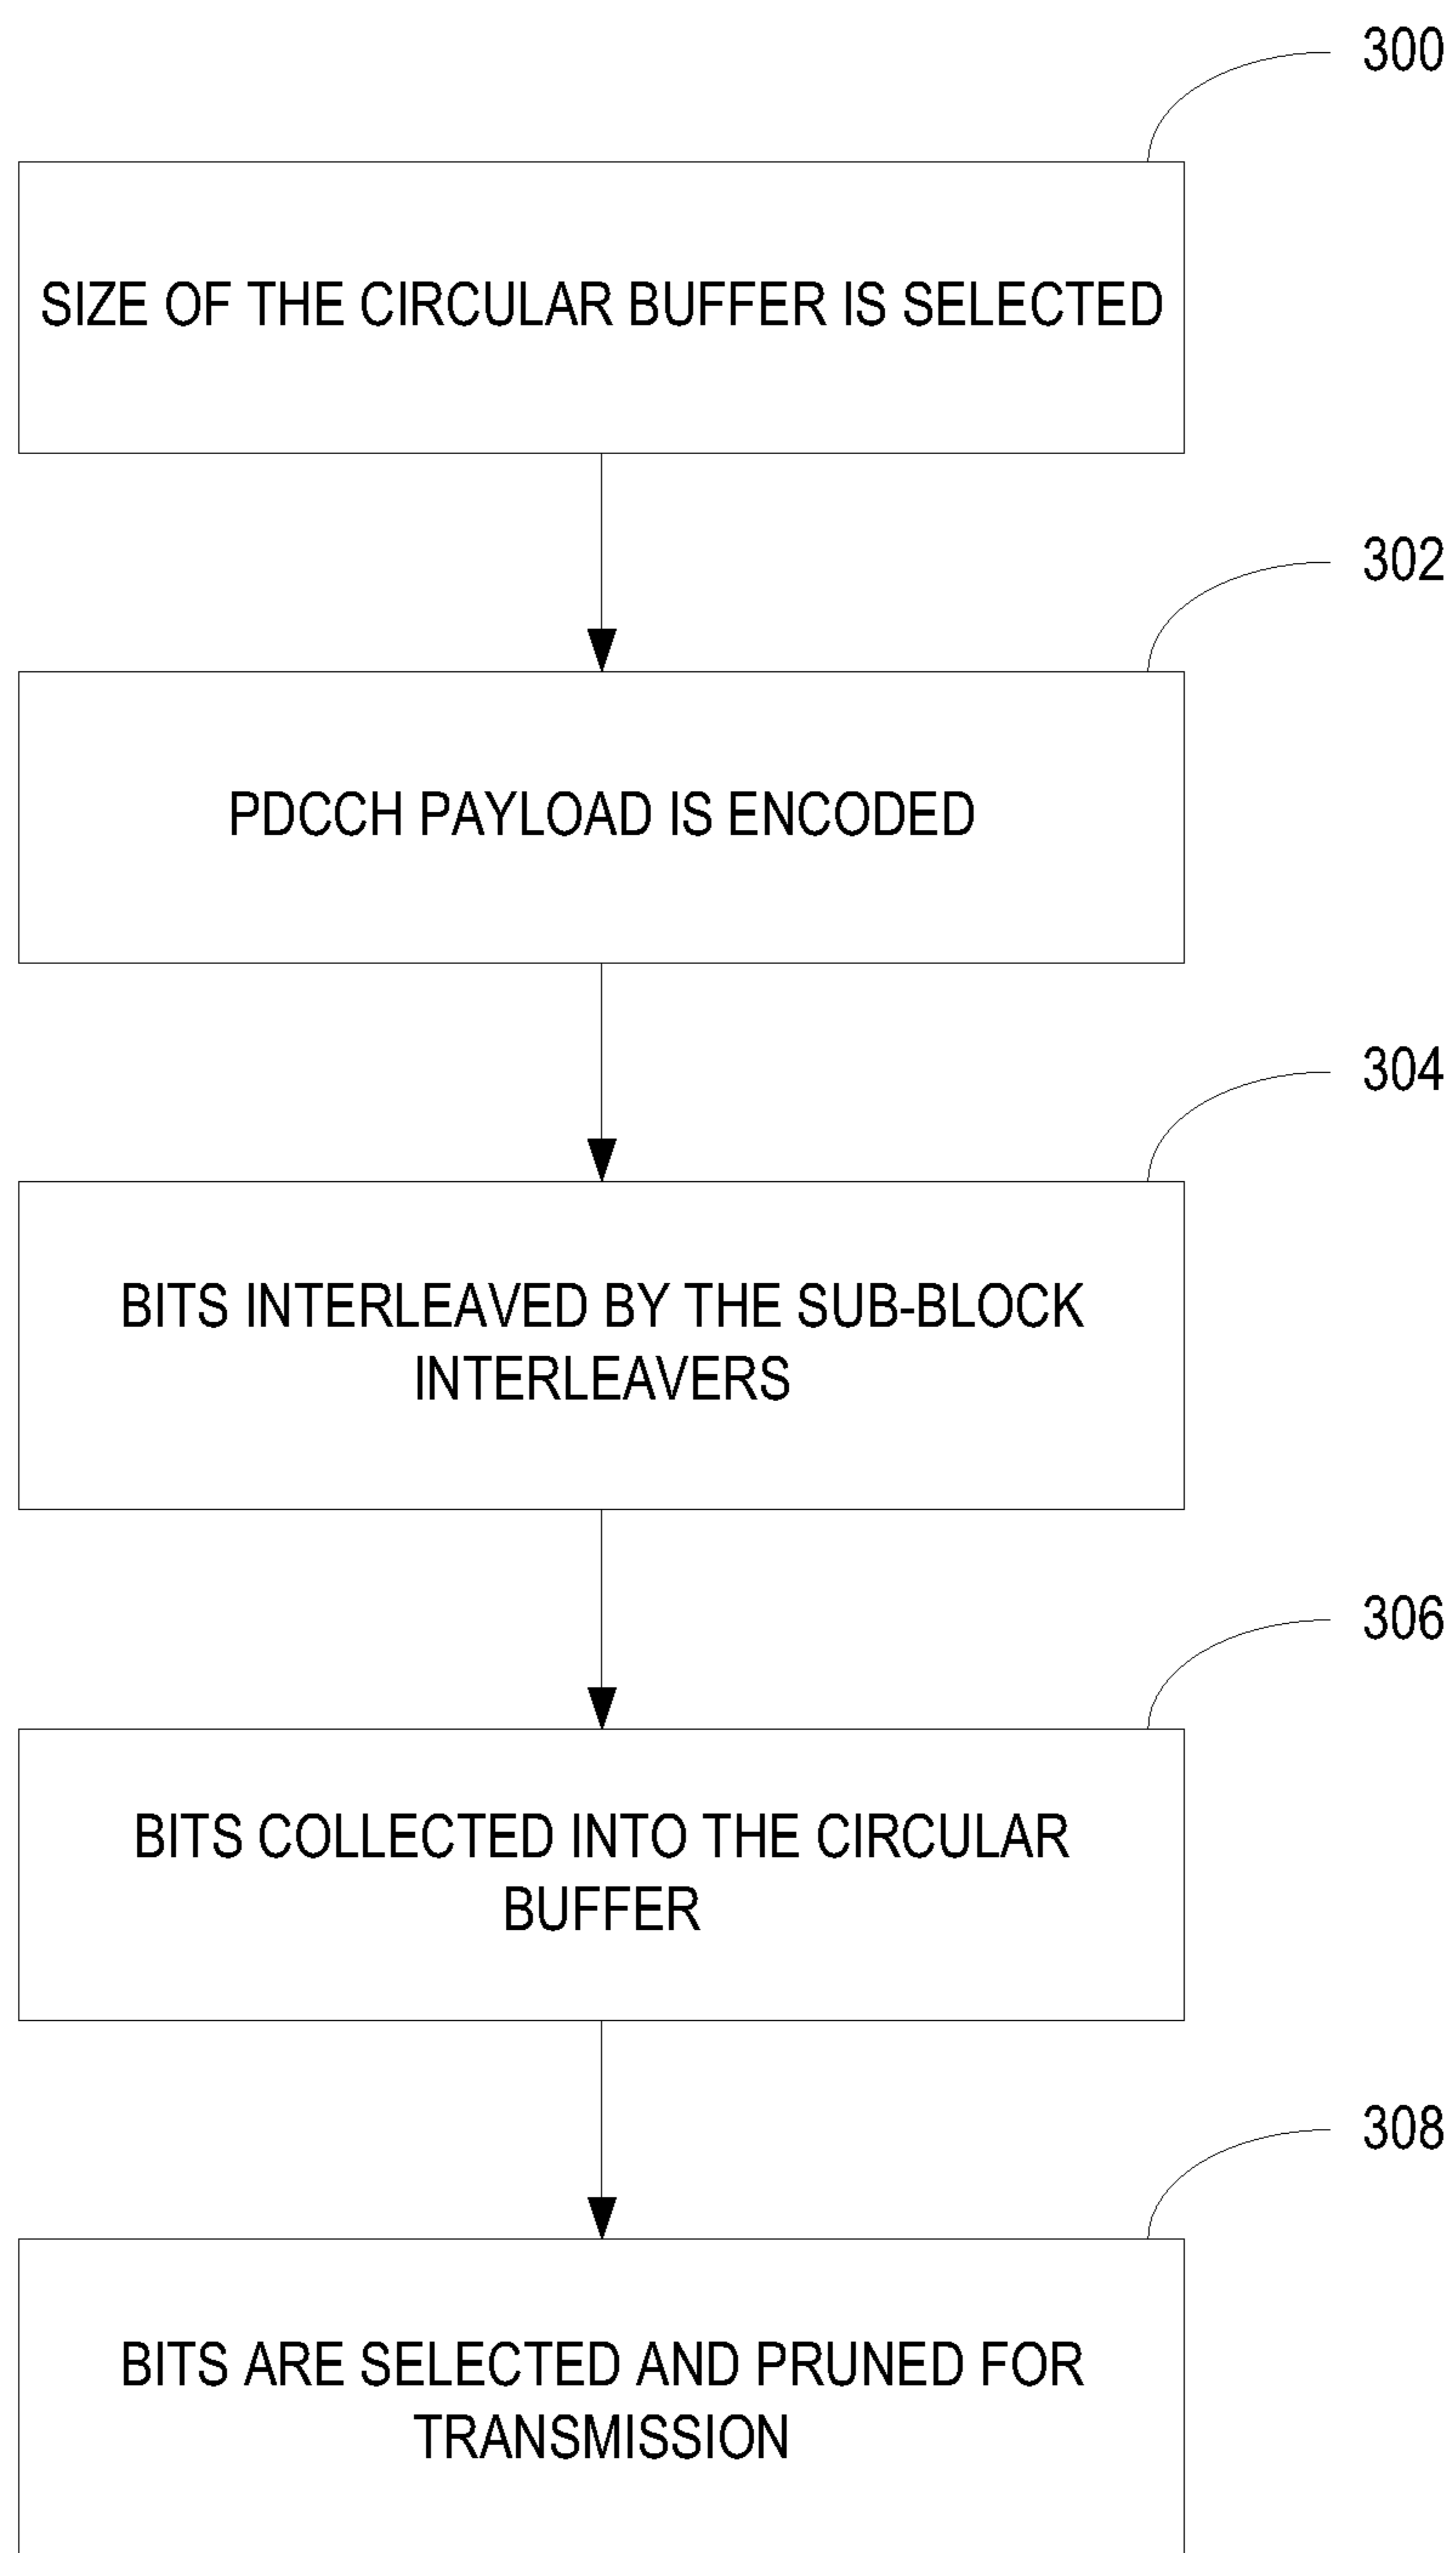 300
SIZE OF THE CIRCULAR BUFFER IS SELECTED
302
PDCCH PAYLOAD IS ENCODED
304
BITS INTERLEAVED BY THE SUB-BLOCK
INTERLEAVERS
306
BITS COLLECTED INTO THE CIRCULAR
BUFFER
308
BITS ARE SELECTED AND PRUNED FOR
TRANSMISSION